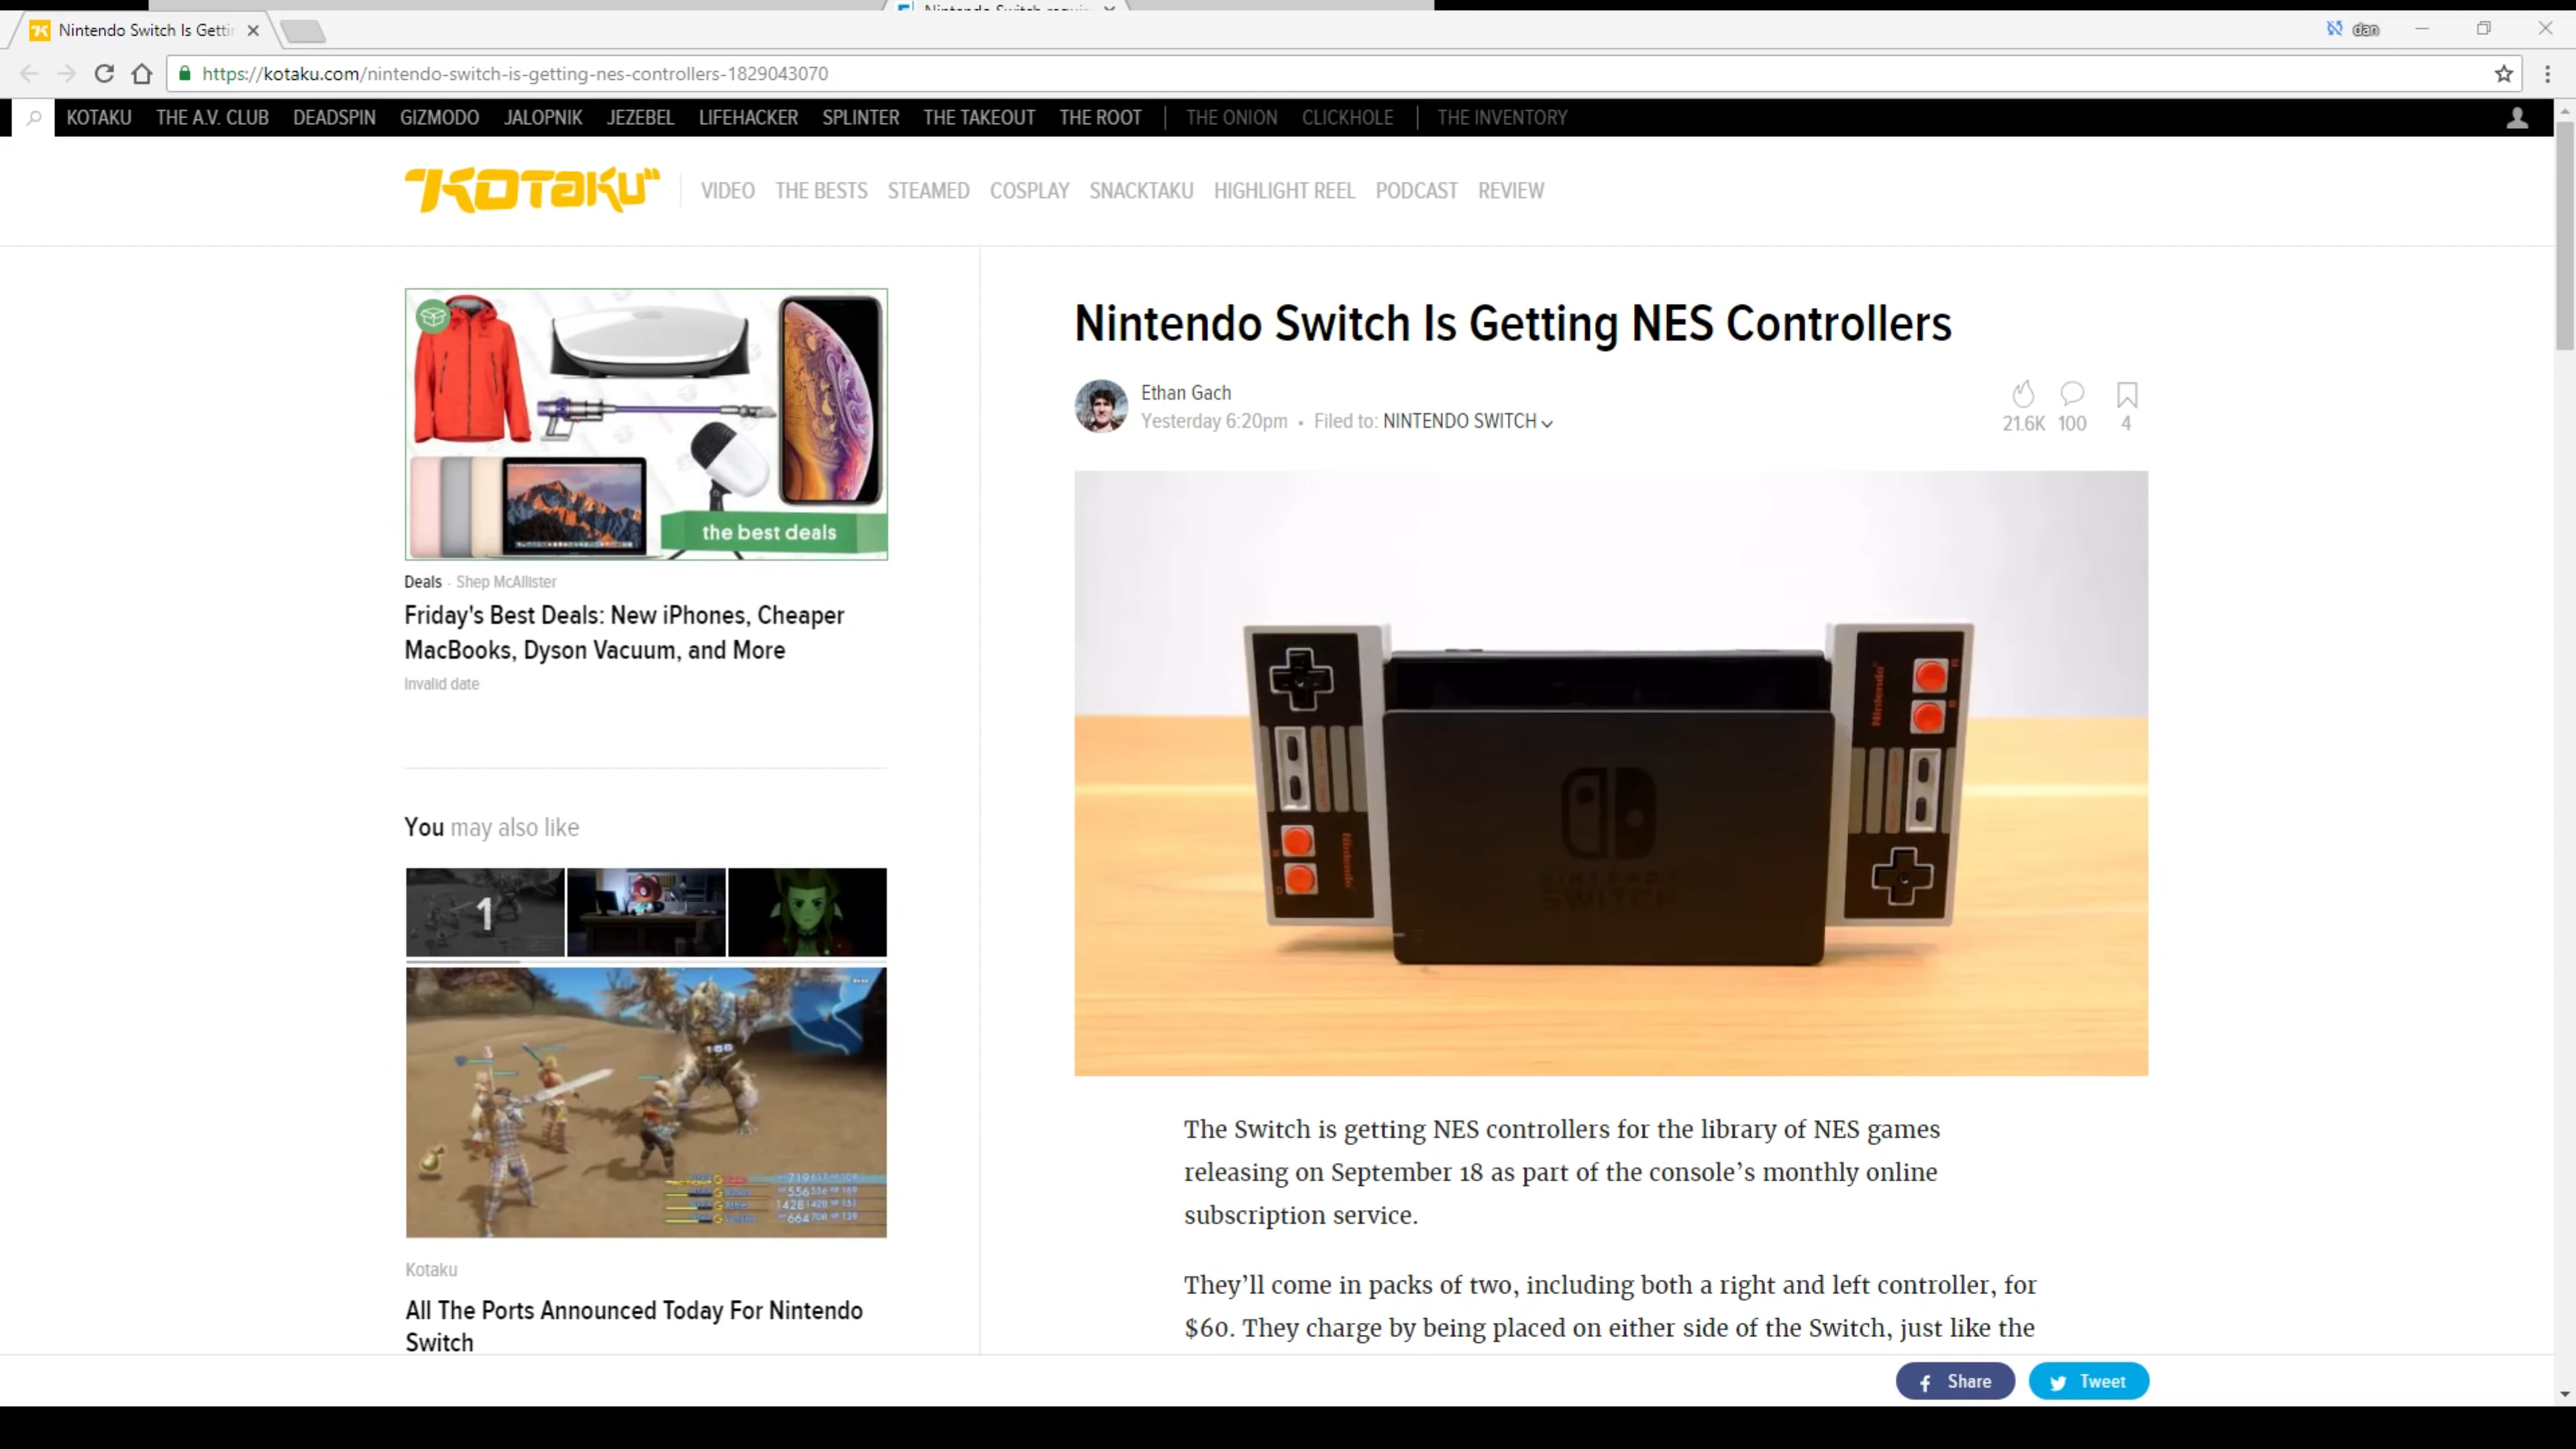 Nintendo Switch Is Getti
dan
https://kotaku.com/nintendo-switch-is-getting-nes-controllers-1829043070
KOTAKU THE A.V. CLUB DEADSPIN GIZMODO JALOPNIK JEZEBEL LIFEHACKER SPLINTER THE TAKEOUT THE ROOT THE ONION CLICKHOLE THE INVENTORY
"KOTaKU" VIDEO THE BESTS STEAMED COSPLAY SNACKTAKU HIGHLIGHT REEL PODCAST REVIEW
the best deals
Deals - Shep McAllister
Friday's Best Deals: New iPhones, Cheaper
MacBooks, Dyson Vacuum, and More
Invalid date
You may also like
1
Kotaku
All The Ports Announced Today For Nintendo
Switch
Nintendo Switch Is Getting NES Controllers
Ethan Gach
Yesterday 6:20pm • Filed to: NINTENDO SWITCH
21.6K 100 4
Nintendo
Nintendo
SWITCH
The Switch is getting NES controllers for the library of NES games
releasing on September 18 as part of the console’s monthly online
subscription service.
They’ll come in packs of two, including both a right and left controller, for
$60. They charge by being placed on either side of the Switch, just like the
Share Tweet